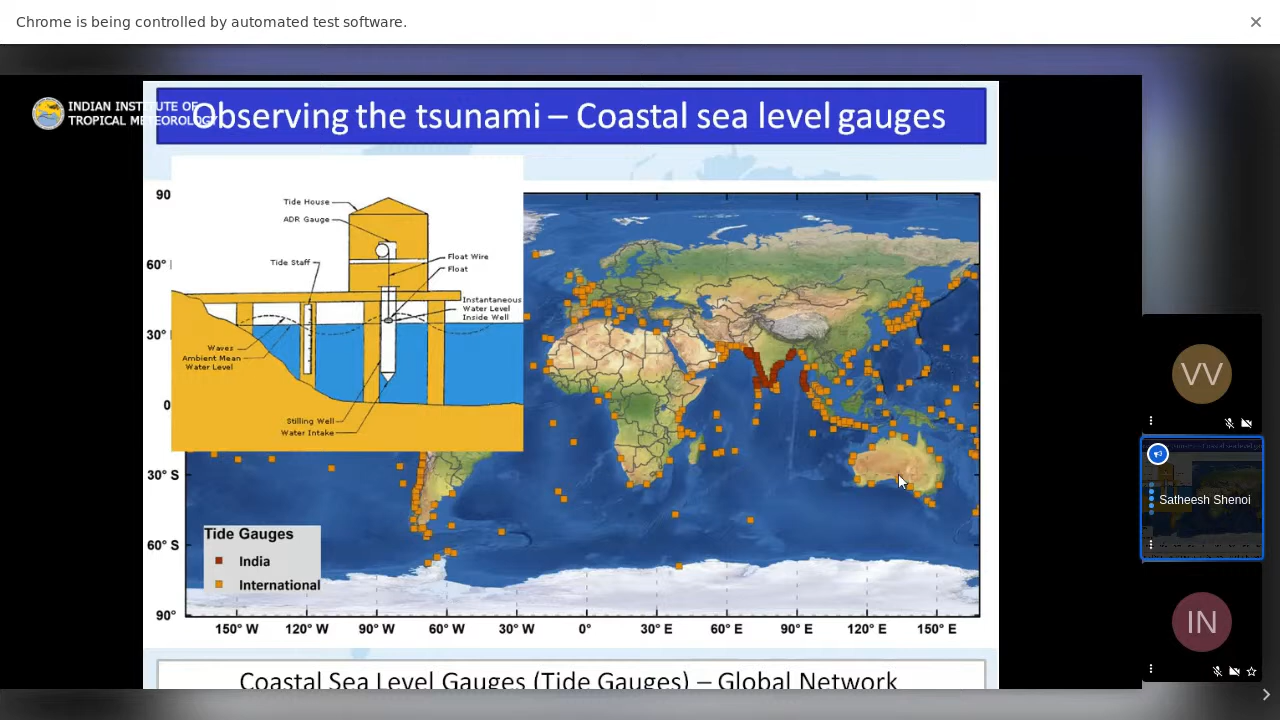 Chrome is being controlled by automated test software.
INDIAN INSTITUTE OF
TROPICAL METEOROLOGY
Observing the tsunami – Coastal sea level gauges
90
60°
30°
0
30° S
60° S
90°
Tide House
ADR Gauge
Tide Staff
Float Wire
Float
Instantaneous
Water Level
Inside Well
Waves
Ambient Mean
Water Level
Stilling Well
Water Intake
Tide Gauges
India
International
150° W 120° W 90° W 60° W 30° W 0° 30° E 60° E 90° E 120° E 150° E
Coastal Sea Level Gauges (Tide Gauges) – Global Network
VV
Satheesh Shenoi
IN